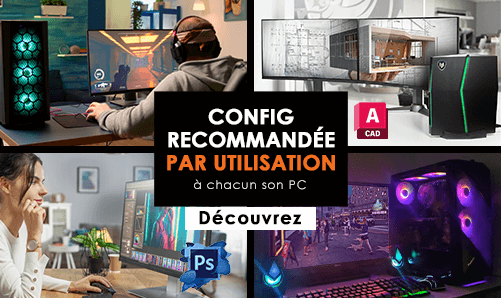 CONFIG
RECOMMANDÉE
PAR UTILISATION
à chacun son PC
Découvrez
A
CAD
Ps